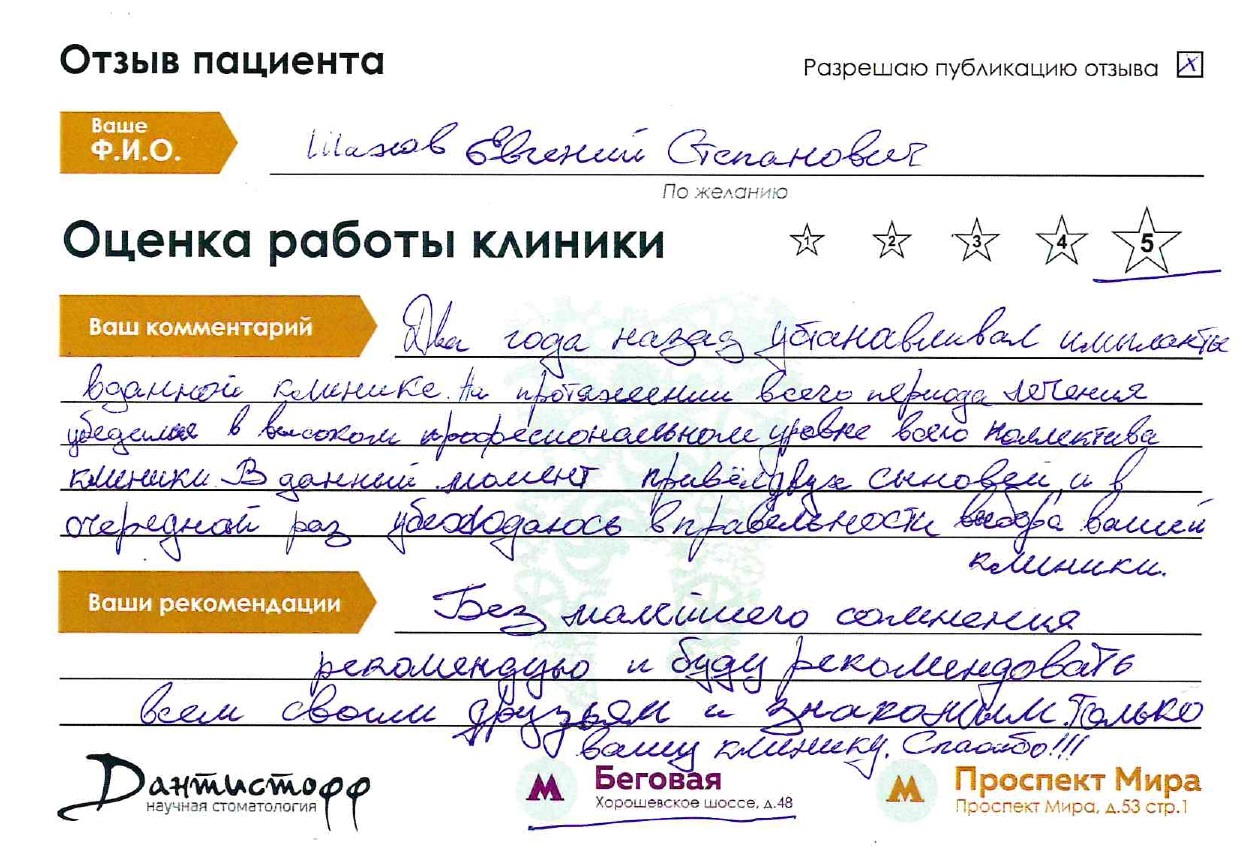 Отзыв пациента
Разрешаю публикацию отзыва X
Ваше
Ф.И.О.
Евгений Степанович
По желанию
Оценка работы клиники
1 2 3 4 5
Ваш комментарий
Два года назад устанавливал импланты
в данной клинике. На протяжении всего периода лечения
убедился в высоком професиональном уровне всего коллектива
клиники. В данный момент привёл двух сыновей, и в
очередной раз убеждаюсь в правельности выбора вашей
клиники.
Ваши рекомендации
Без малейшего сомнения
рекомендую и буду рекомендовать
всем своим друзьям и знакомым только
вашу клинику. Спасибо!!!
Дантистофф
научная стоматология
М Беговая
Хорошевское шоссе, д.48
М Проспект Мира
Проспект Мира, д.53 стр.1